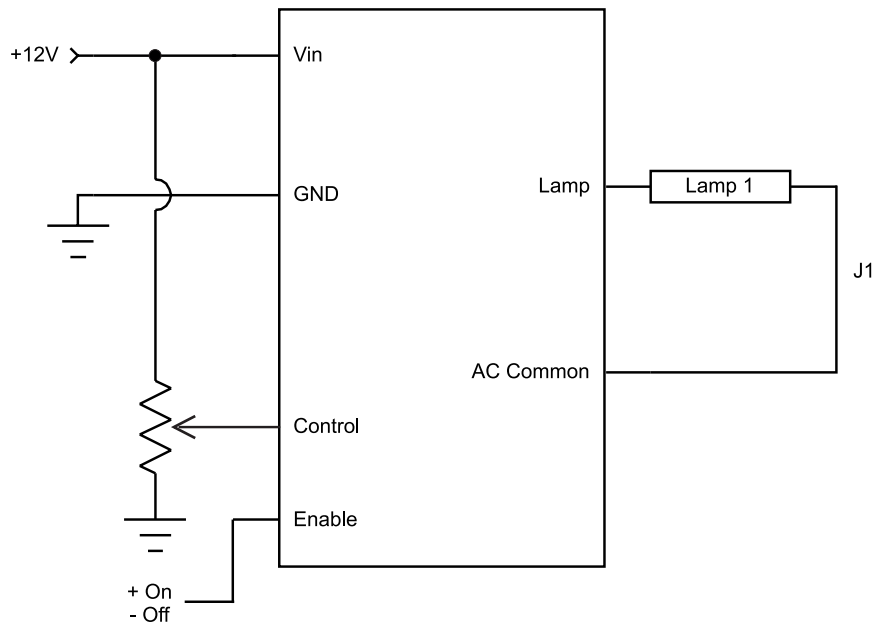 +12V
Vin
GND
Lamp
Lamp 1
J1
AC Common
Control
Enable
+ On
- Off